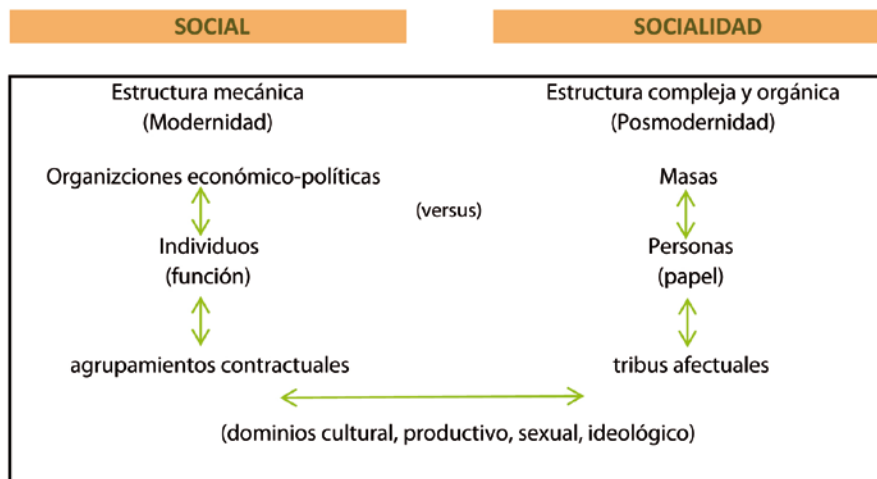 SOCIAL
SOCIALIDAD
Estructura mecánica
(Modernidad)
Estructura compleja y orgánica
(Posmodernidad)
Organizciones económico-políticas
Masas
(versus)
Individuos
(función)
Personas
(papel)
agrupamientos contractuales
tribus afectuales
(dominios cultural, productivo, sexual, ideológico)